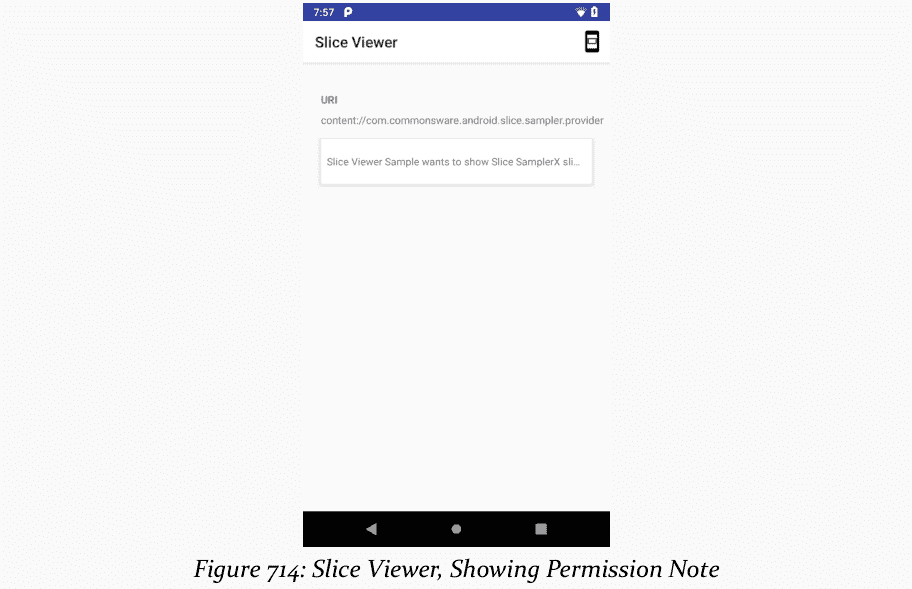 7:57
Slice Viewer
URI
content://com.commonsware.android.slice.sampler.provider
Slice Viewer Sample wants to show Slice SamplerX sli...
Figure 714: Slice Viewer, Showing Permission Note